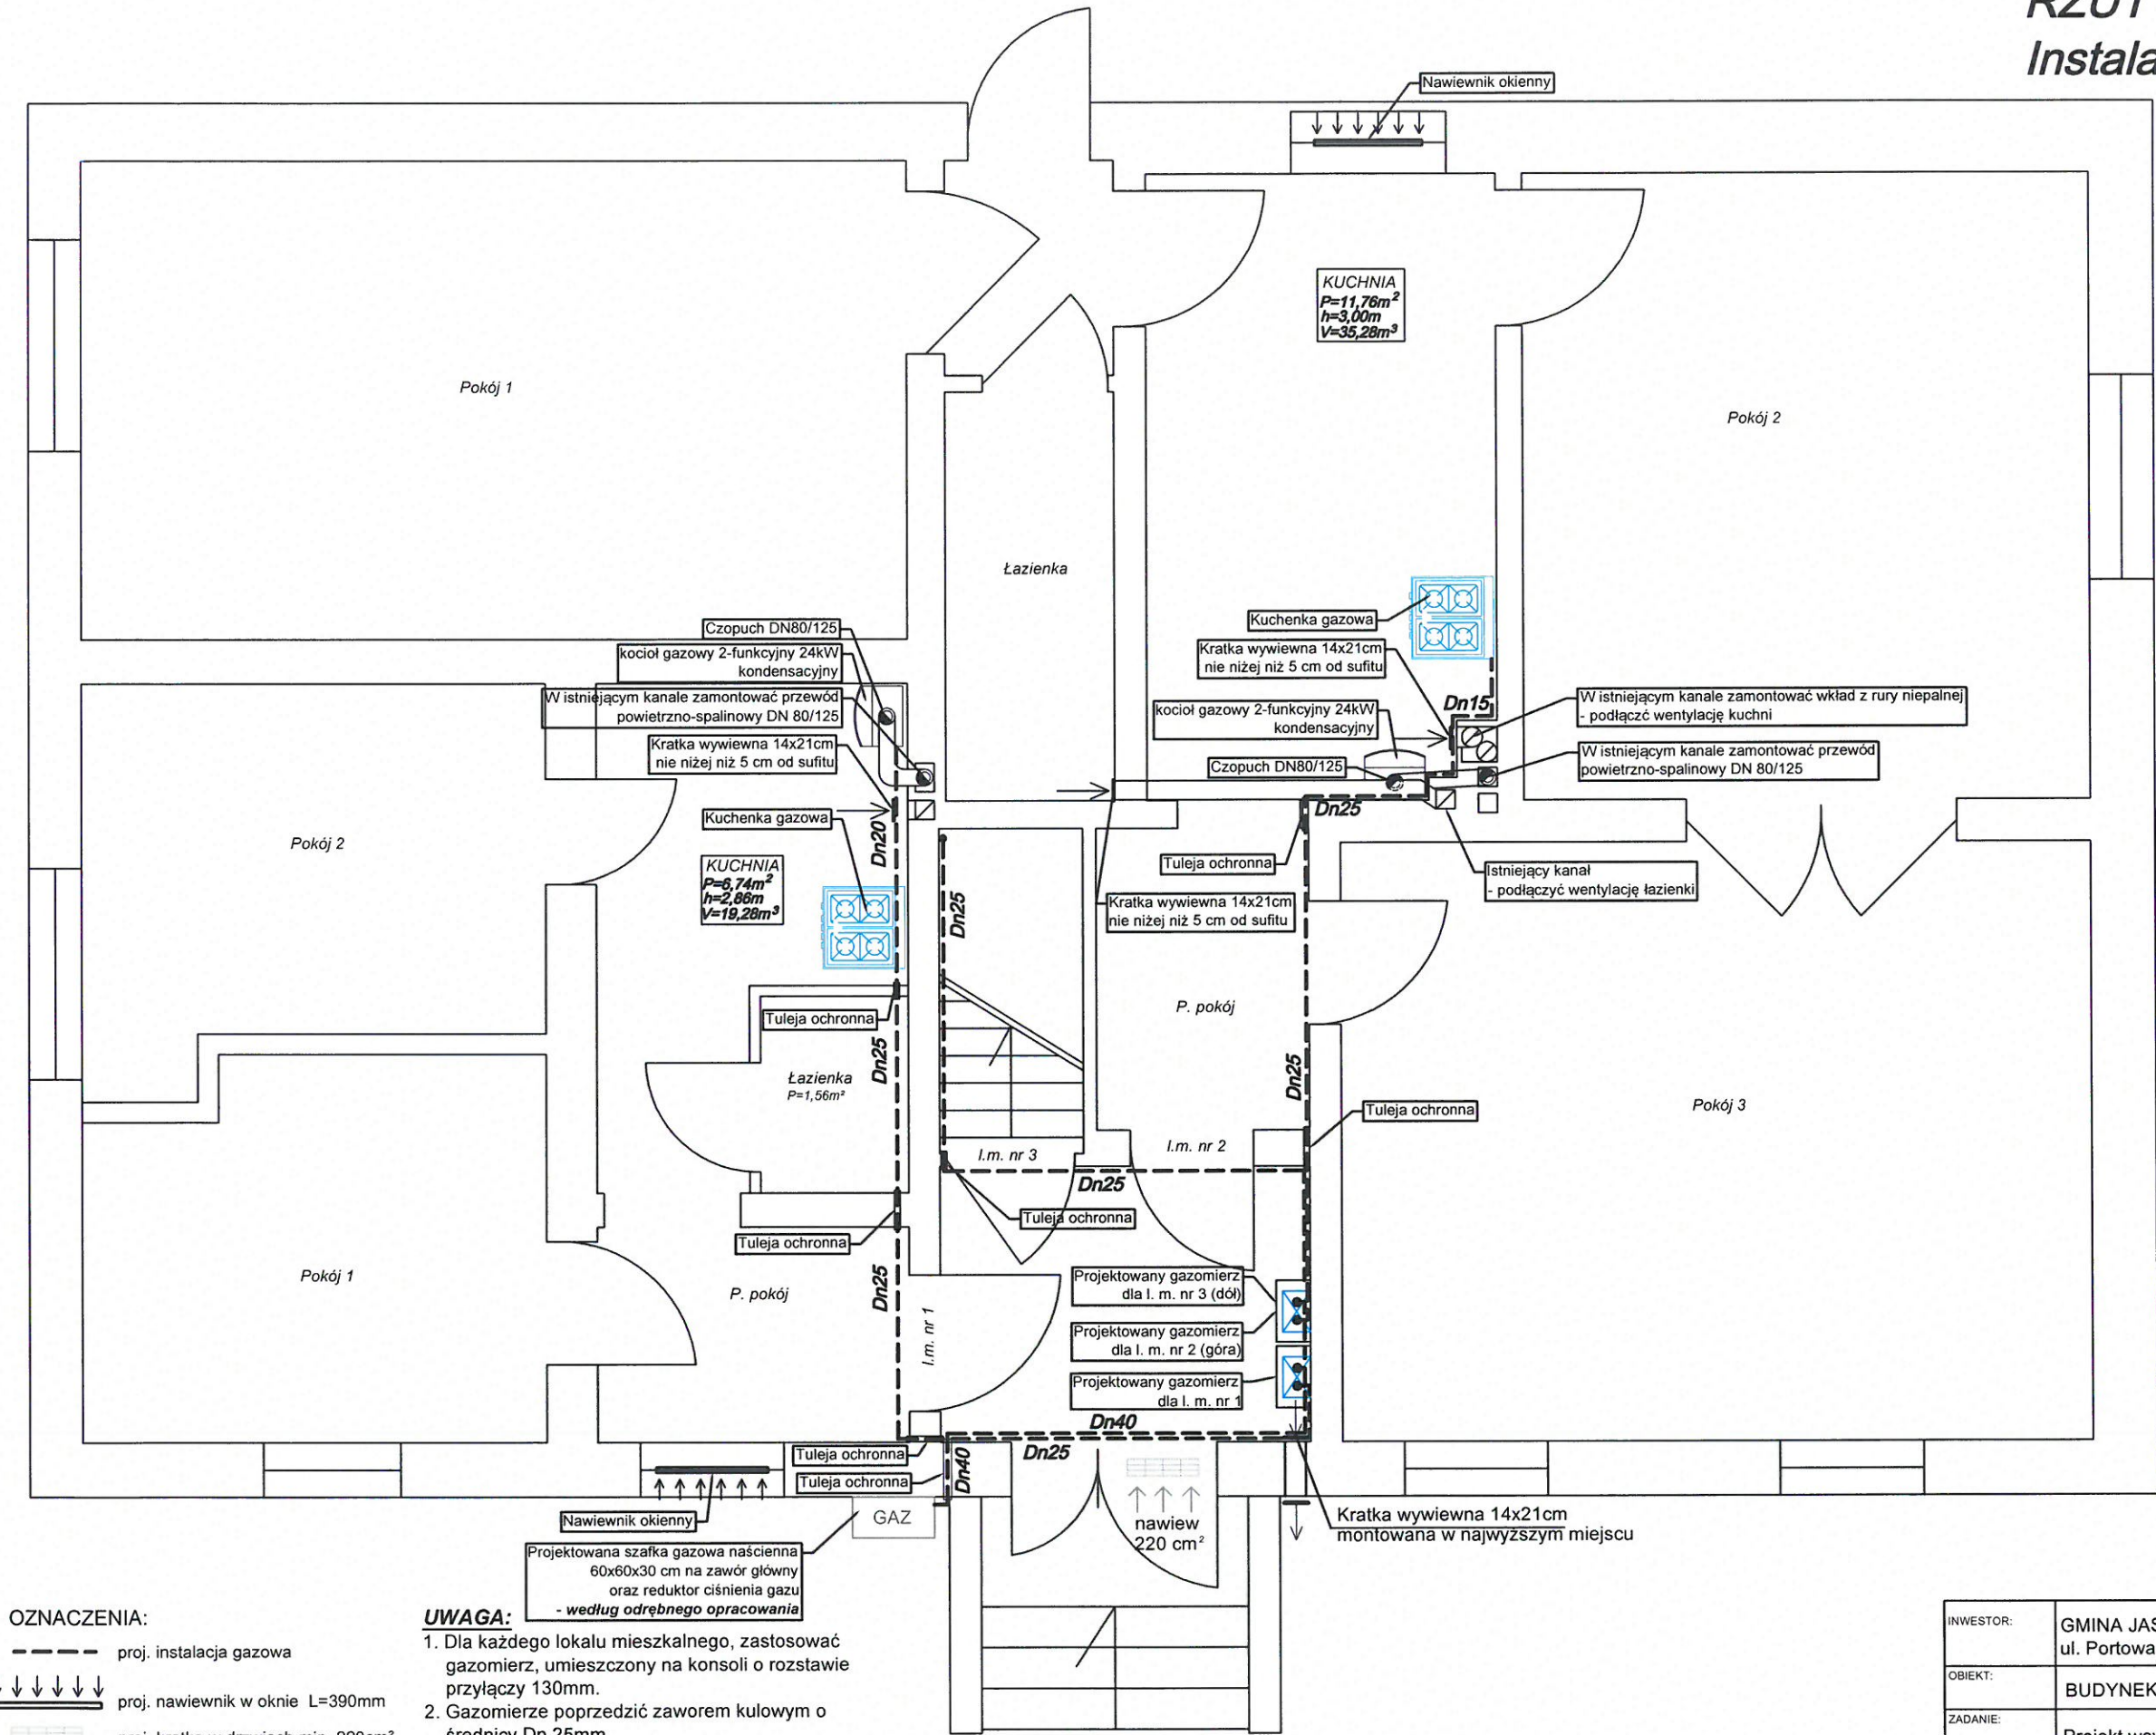 RZUT
Instala
Nawiewnik okienny
KUCHNIA
P=11,76m²
h=3,00m
V=35,28m³
Pokój 1
Pokój 2
Łazienka
Czopuch DN80/125
kocioł gazowy 2-funkcyjny 24kW
kondensacyjny
W istniejącym kanale zamontować przewód
powietrzno-spalinowy DN 80/125
Kratka wywiewna 14x21cm
nie niżej niż 5 cm od sufitu
Kuchenka gazowa
Dn20
KUCHNIA
P=6,74m²
h=2,86m
V=19,28m³
Pokój 2
Kuchenka gazowa
Kratka wywiewna 14x21cm
nie niżej niż 5 cm od sufitu
Dn15
kocioł gazowy 2-funkcyjny 24kW
kondensacyjny
Czopuch DN80/125
W istniejącym kanale zamontować wkład z rury niepalnej
- podłączć wentylację kuchni
W istniejącym kanale zamontować przewód
powietrzno-spalinowy DN 80/125
Dn25
Tuleja ochronna
Istniejący kanał
- podłączyć wentylację łazienki
Kratka wywiewna 14x21cm
nie niżej niż 5 cm od sufitu
Dn25
Tuleja ochronna
Dn25
Łazienka
P=1,56m²
P. pokój
Dn25
Tuleja ochronna
Pokój 3
l.m. nr 3
l.m. nr 2
Dn25
Tuleja ochronna
Tuleja ochronna
Pokój 1
P. pokój
Dn25
l.m. nr 1
Projektowany gazomierz
dla l. m. nr 3 (dół)
Projektowany gazomierz
dla l. m. nr 2 (góra)
Projektowany gazomierz
dla l. m. nr 1
Dn40
Dn25
Dn40
Tuleja ochronna
Tuleja ochronna
Nawiewnik okienny
GAZ
nawiew
220 cm²
Kratka wywiewna 14x21cm
montowana w najwyższym miejscu
Projektowana szafka gazowa naścienna
60x60x30 cm na zawór główny
oraz reduktor ciśnienia gazu
- według odrębnego opracowania
OZNACZENIA:
proj. instalacja gazowa
proj. nawiewnik w oknie L=390mm
UWAGA:
1. Dla każdego lokalu mieszkalnego, zastosować
gazomierz, umieszczony na konsoli o rozstawie
przyłączy 130mm.
2. Gazomierze poprzedzić zaworem kulowym o
średnicy Dn 25mm
INWESTOR:
GMINA JAS
ul. Portowa
OBIEKT:
BUDYNEK
ZADANIE: